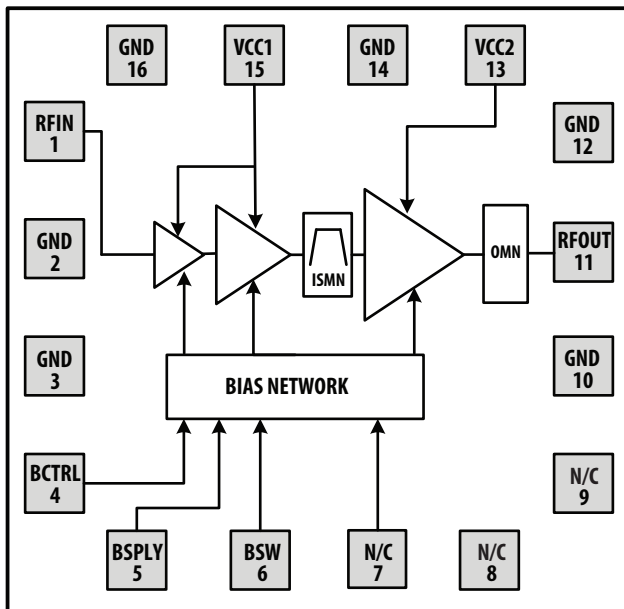 GND
16
VCC1
15
GND
14
VCC2
13
RFIN
1
GND
12
GND
2
RFOUT
11
ISMN
OMN
GND
3
BIAS NETWORK
GND
10
BCTRL
4
N/C
9
BSPLY
5
BSW
6
N/C
7
N/C
8